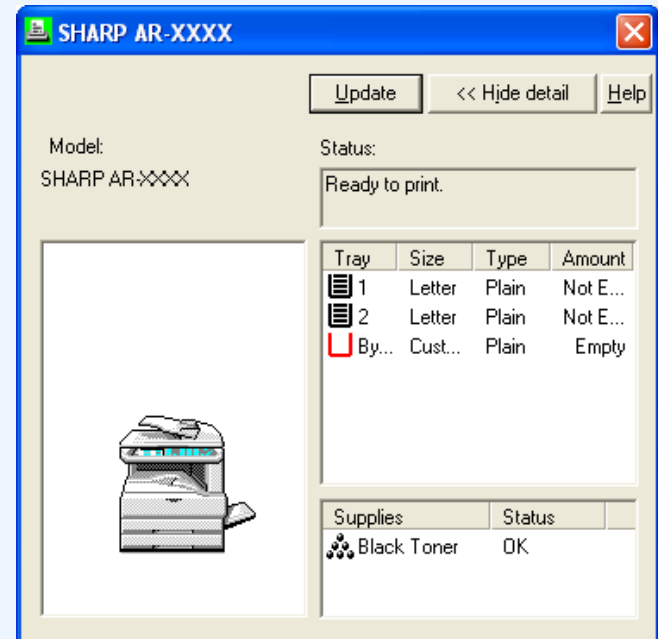 SHARP AR-XXXX
Update << Hide detail Help
Model: Status:
SHARP AR-XXXX Ready to print.
Tray Size Type Amount
1 Letter Plain Not E...
2 Letter Plain Not E...
By... Cust... Plain Empty
Supplies Status
Black Toner OK